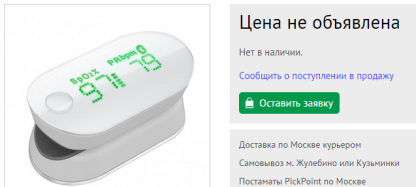 SpO2% PRbpm
97 79
Цена не объявлена
Нет в наличии.
Сообщить о поступлении в продажу
Оставить заявку
Доставка по Москве курьером
Самовывоз м. Жулебино или Кузьминки
Постаматы PickPoint по Москве